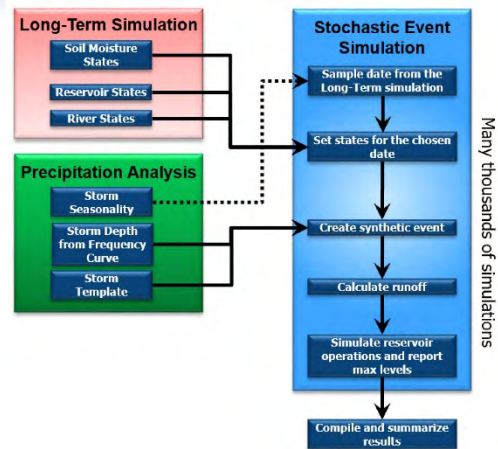 Long-Term Simulation
Soil Moisture
States
Reservoir States
River States
Precipitation Analysis
Storm
Seasonality
Storm Depth
from Frequency
Curve
Storm
Template
Stochastic Event
Simulation
Sample date from the
Long-Term simulation
Set states for the chosen
date
Create synthetic event
Calculate runoff
Simulate reservoir
operations and report
max levels
Compile and summarize
results
Many thousands of simulations